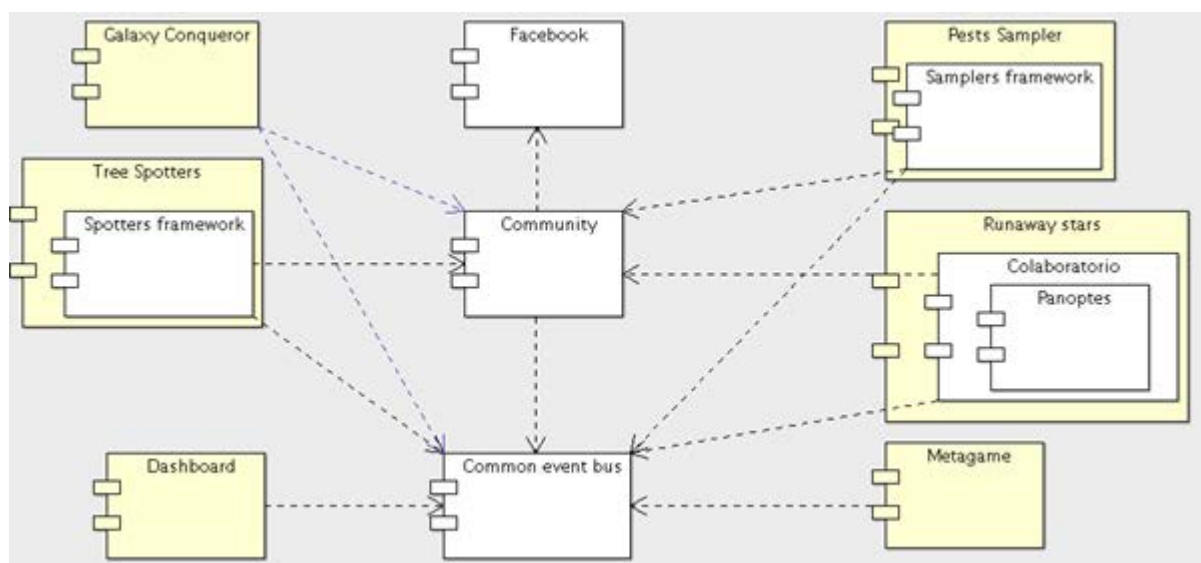 Galaxy Conqueror
Facebook
Pests Sampler
Samplers framework
Tree Spotters
Spotters framework
Community
Runaway stars
Colaboratorio
Panoptes
Dashboard
Common event bus
Metagame